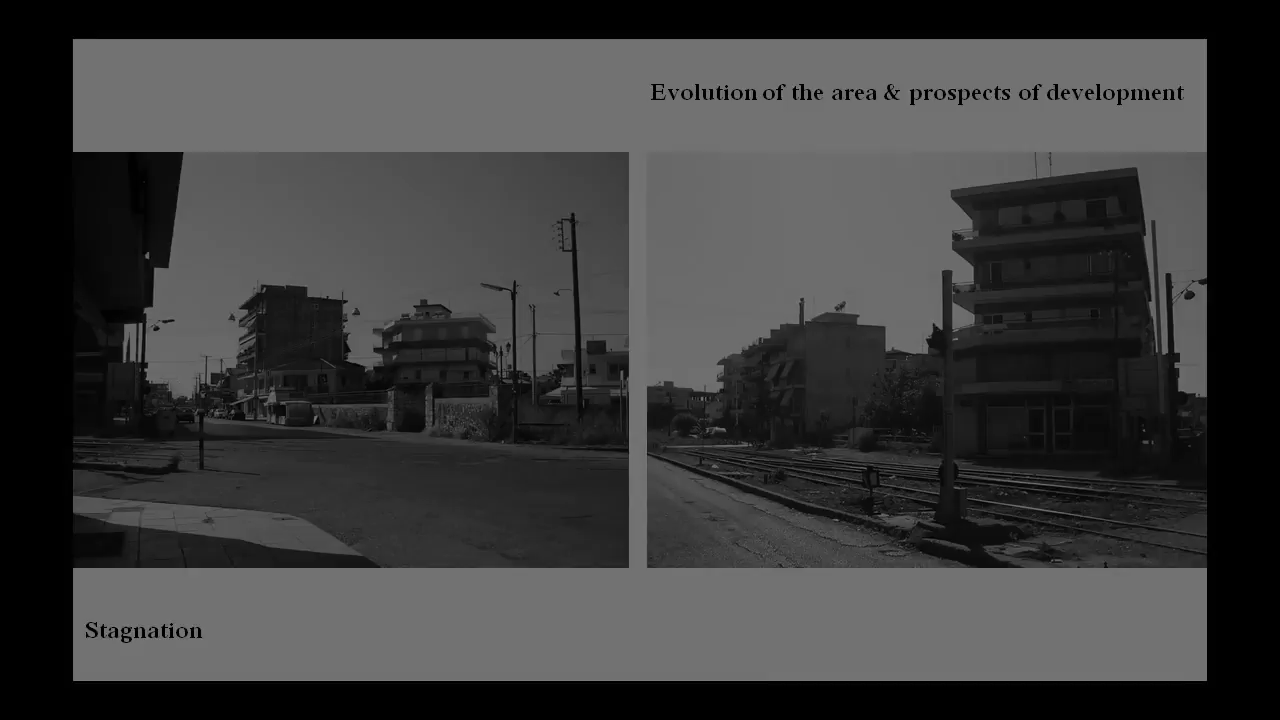 Evolution of the area & prospects of development
Stagnation